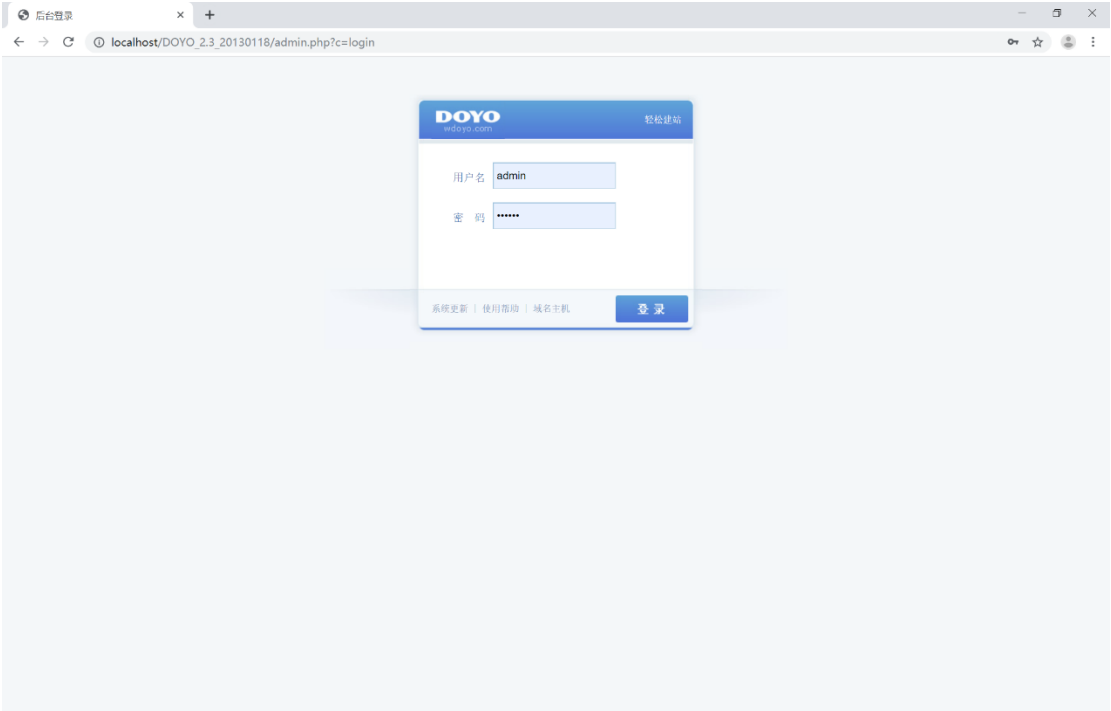 后台登录
localhost/DOYO_2.3_20130118/admin.php?c=login
DOYO
wdoyo.com
轻松建站
用户名 admin
密 码 ••••••
系统更新 | 使用帮助 | 域名主机
登 录